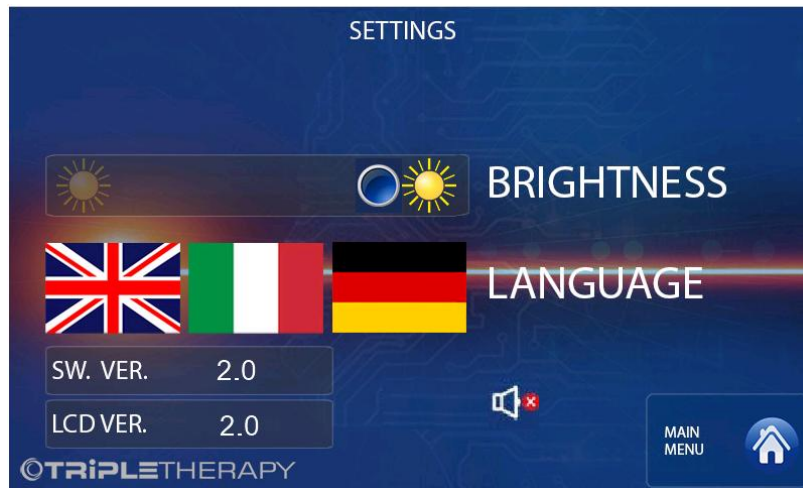 SETTINGS
BRIGHTNESS
LANGUAGE
SW. VER. 2.0
LCD VER. 2.0
MAIN
MENU
©TRiPLETHERAPY